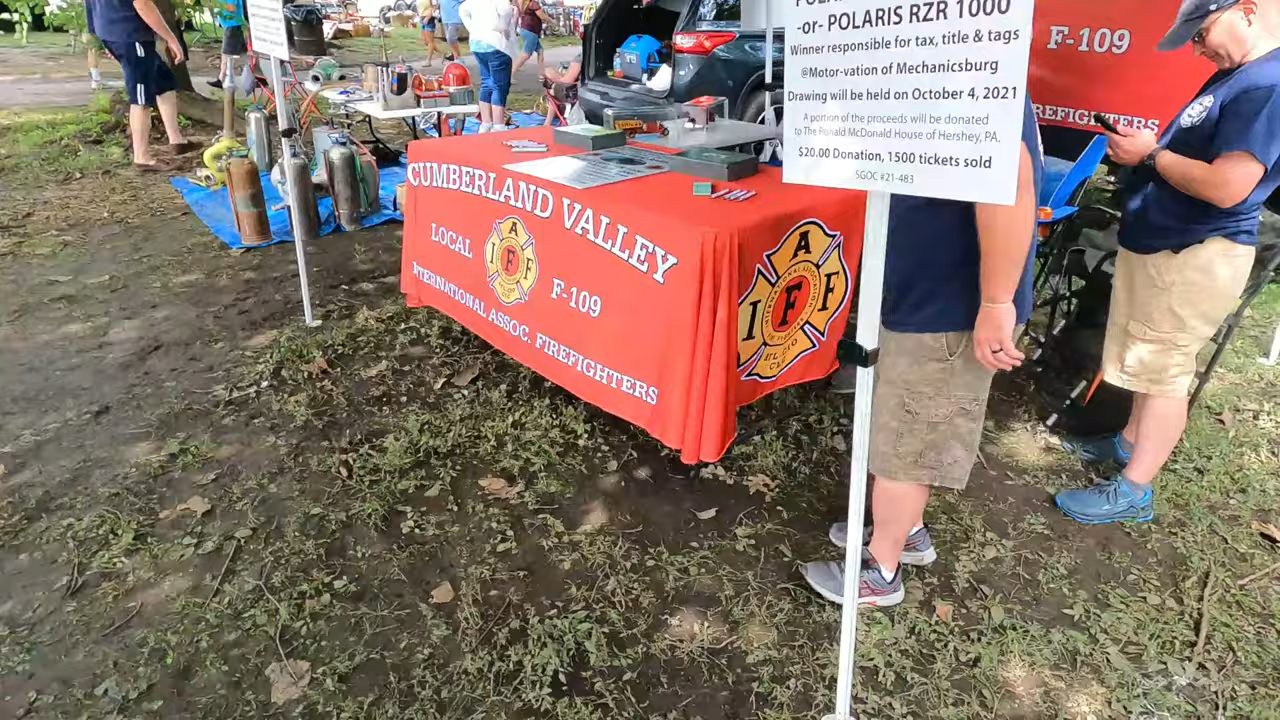 -or- POLARIS RZR 1000
Winner responsible for tax, title & tags
@Motor-vation of Mechanicsburg
Drawing will be held on October 4, 2021
A portion of the proceeds will be donated
to The Ronald McDonald House of Hershey, PA.
$20.00 Donation, 1500 tickets sold
SGOC #21-483
F-109
FIREFIGHTERS
CUMBERLAND VALLEY
LOCAL
F-109
INTERNATIONAL ASSOC. FIREFIGHTERS
A
I F F
A
I F F
INTERNATIONAL ASSOCIATION